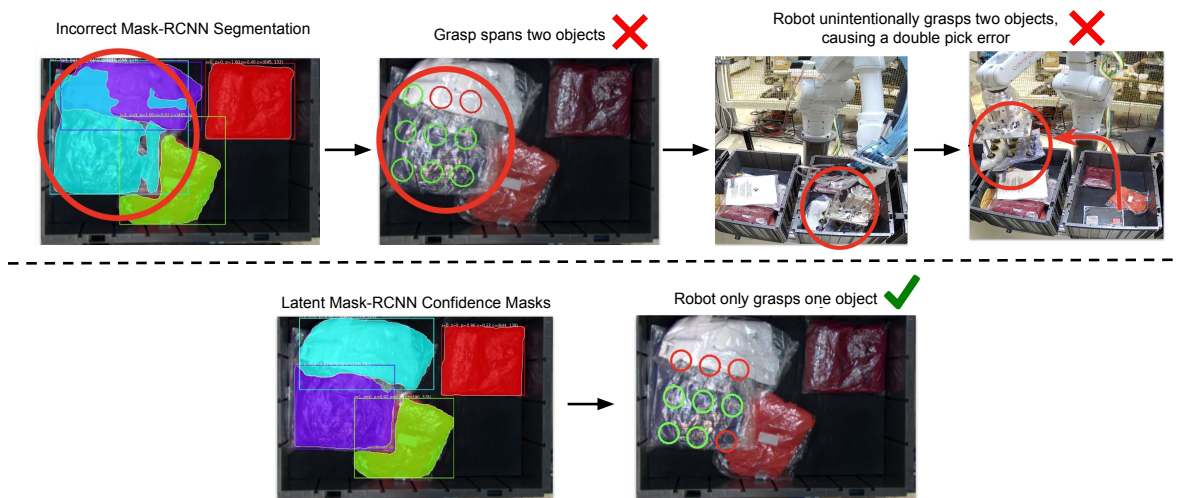 Incorrect Mask-RCNN Segmentation
Grasp spans two objects
Robot unintentionally grasps two objects,
causing a double pick error
Latent Mask-RCNN Confidence Masks
Robot only grasps one object